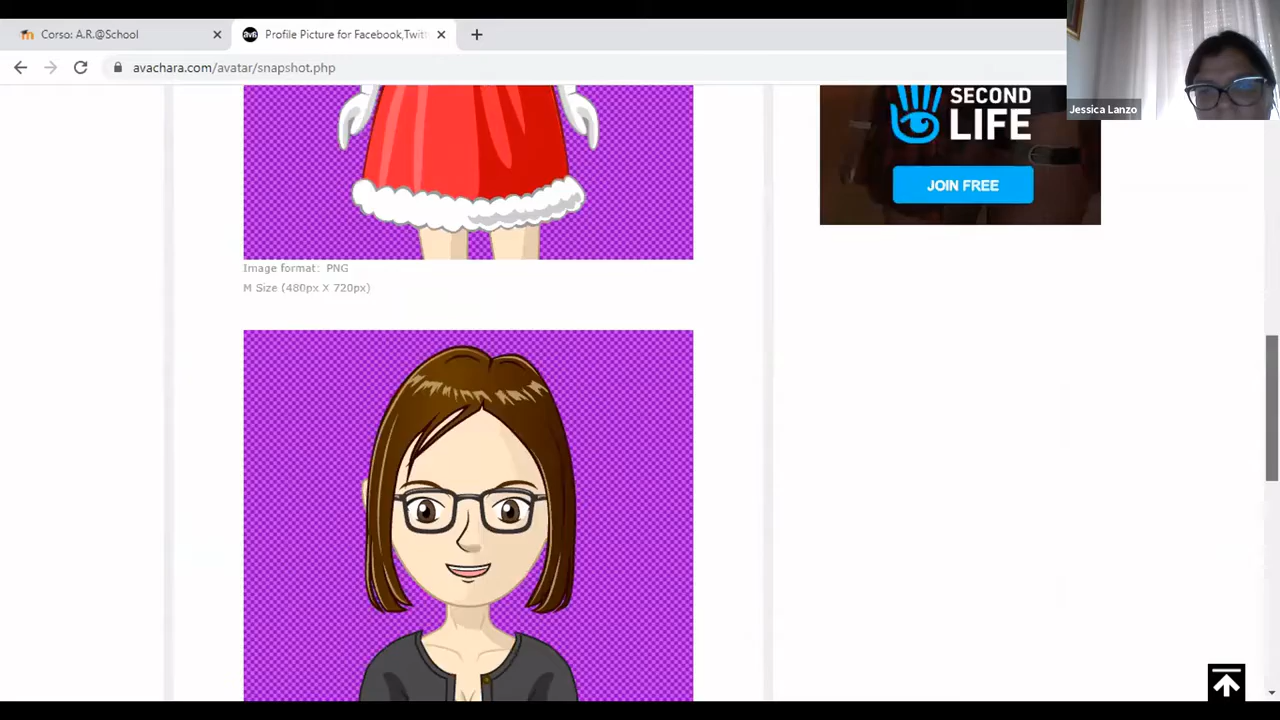 Corso: A.R.@School
Profile Picture for Facebook,Twitt
avachara.com/avatar/snapshot.php
Jessica Lanzo
SECOND
LIFE
JOIN FREE
Image format: PNG
M Size (480px X 720px)